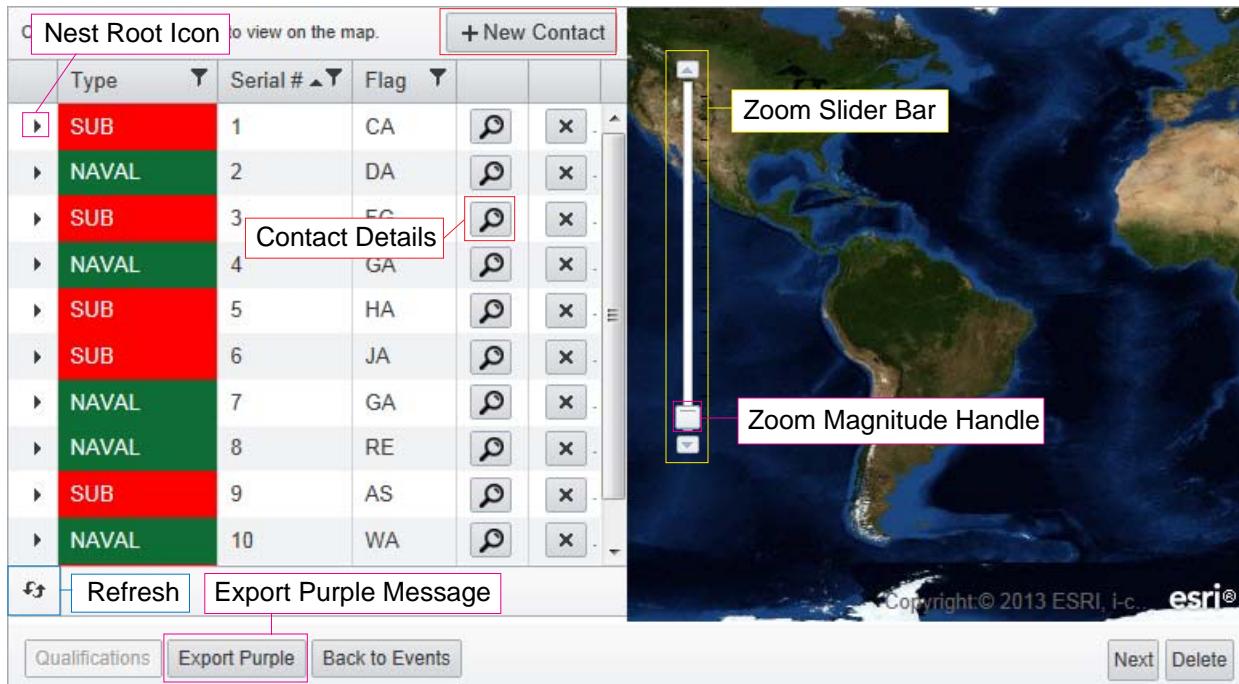 to view on the map.
Nest Root Icon
+ New Contact
Type Serial # Flag
SUB 1 CA
NAVAL 2 DA
SUB 3
Contact Details
NAVAL 4 GA
SUB 5 HA
SUB 6 JA
NAVAL 7 GA
NAVAL 8 RE
SUB 9 AS
NAVAL 10 WA
Refresh
Export Purple Message
Qualifications Export Purple Back to Events
Zoom Slider Bar
Zoom Magnitude Handle
Copyright:© 2013 ESRI, i-c...
esri®
Next Delete